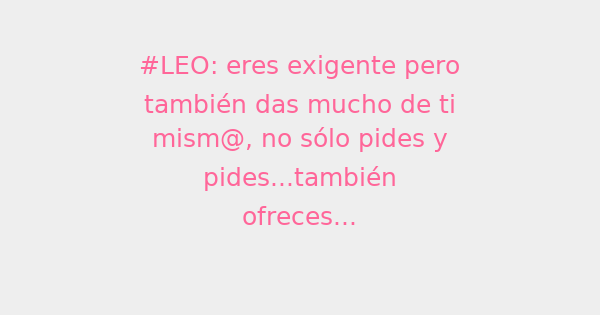 #LEO: eres exigente pero
también das mucho de ti
mism@, no sólo pides y
pides...también
ofreces...